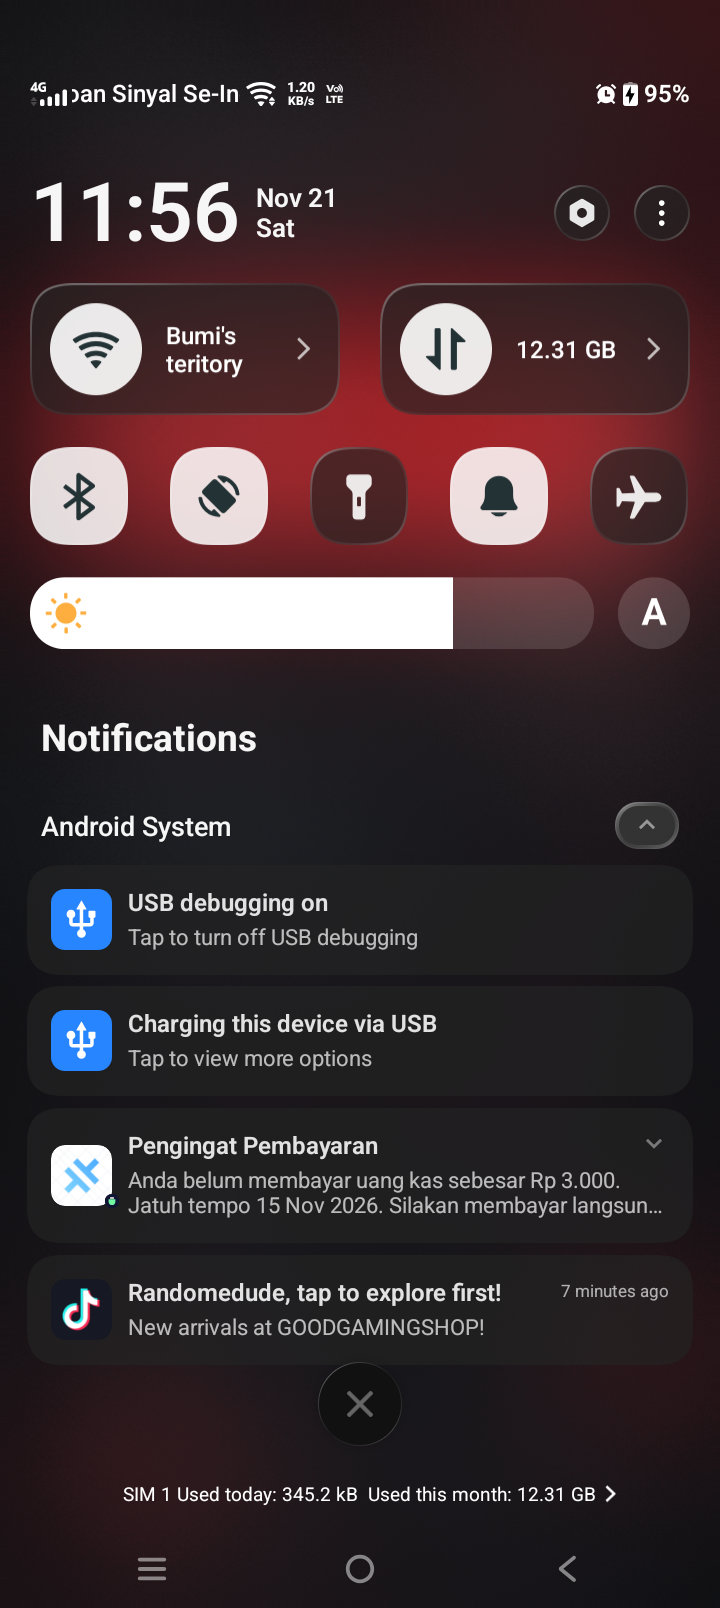 4G ɔan Sinyal Se-In 1.20 KB/s Vo) LTE 95%
11:56
Nov 21
Sat
Bumi's
teritory
12.31 GB
A
Notifications
Android System
USB debugging on
Tap to turn off USB debugging
Charging this device via USB
Tap to view more options
Pengingat Pembayaran
Anda belum membayar uang kas sebesar Rp 3.000.
Jatuh tempo 15 Nov 2026. Silakan membayar langsun...
Randomedude, tap to explore first! 7 minutes ago
New arrivals at GOODGAMINGSHOP!
SIM 1 Used today: 345.2 kB Used this month: 12.31 GB